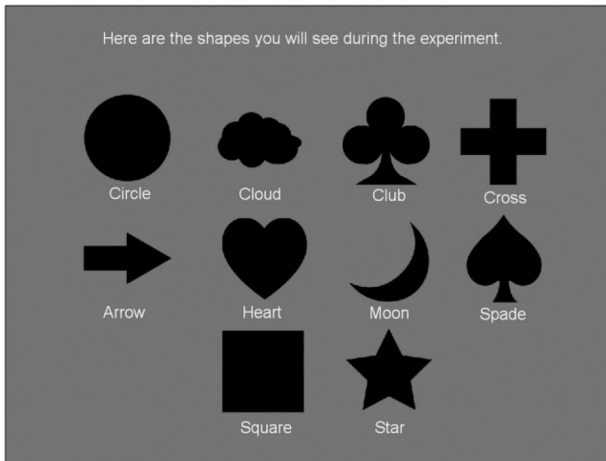 Here are the shapes you will see during the experiment.
Circle Cloud Club Cross
Arrow Heart Moon Spade
Square Star